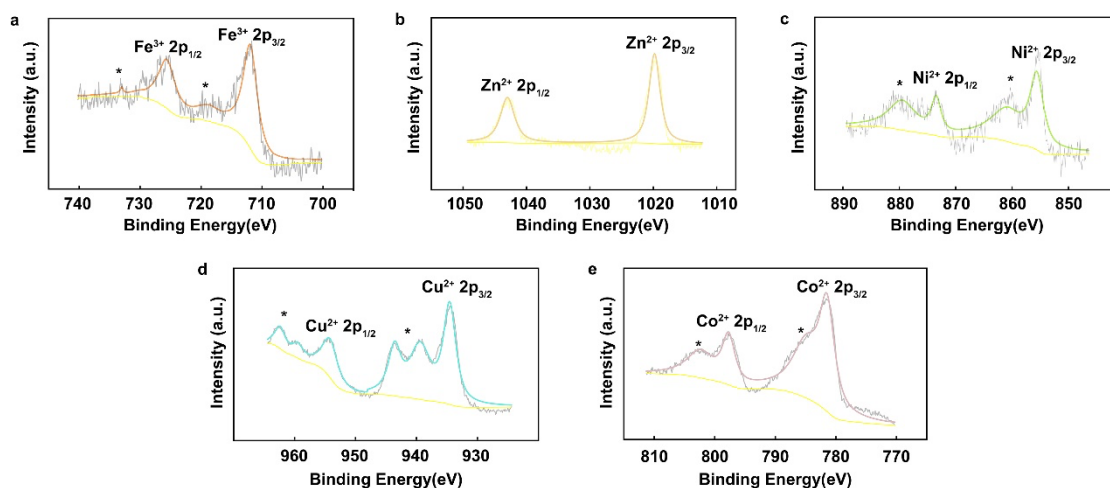 a
Fe³⁺ 2p₁/₂
Fe³⁺ 2p₃/₂
*
*
Intensity (a.u.)
740 730 720 710 700
Binding Energy(eV)
b
Zn²⁺ 2p₁/₂
Zn²⁺ 2p₃/₂
Intensity (a.u.)
1050 1040 1030 1020 1010
Binding Energy(eV)
c
*
Ni²⁺ 2p₁/₂
*
Ni²⁺ 2p₃/₂
Intensity (a.u.)
890 880 870 860 850
Binding Energy(eV)
d
*
Cu²⁺ 2p₁/₂
*
Cu²⁺ 2p₃/₂
Intensity (a.u.)
960 950 940 930
Binding Energy(eV)
e
*
Co²⁺ 2p₁/₂
*
Co²⁺ 2p₃/₂
Intensity (a.u.)
810 800 790 780 770
Binding Energy(eV)